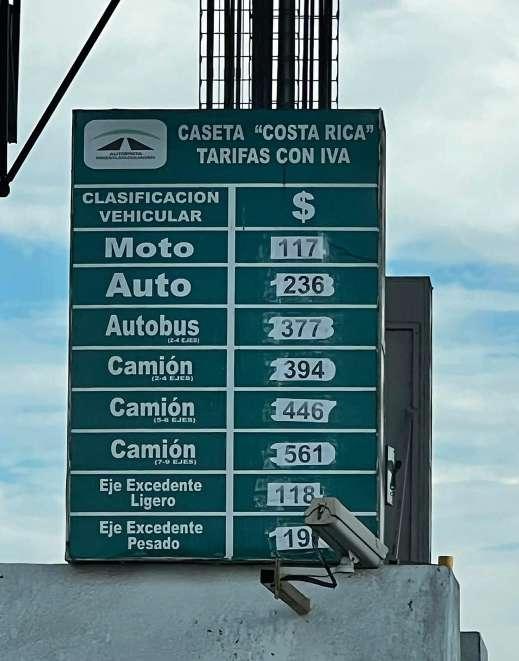 CASETA "COSTA RICA"
TARIFAS CON IVA
CLASIFICACION
VEHICULAR
$
Moto 117
Auto 236
Autobus 377
(2-4 EJES)
Camión 394
(2-4 EJES)
Camión 446
(5-6 EJES)
Camión 561
(7-9 EJES)
Eje Excedente
Ligero
118
Eje Excedente
Pesado